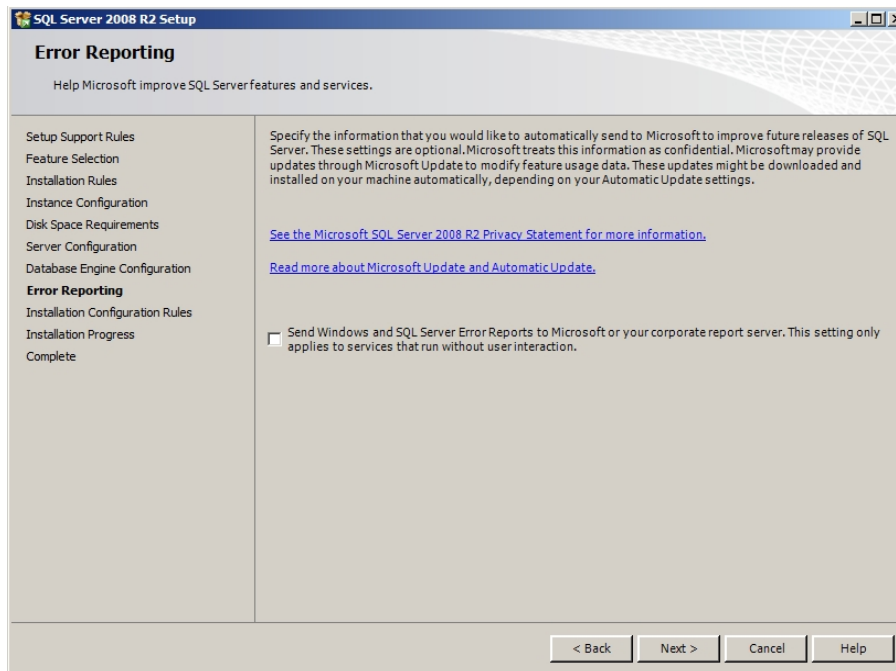 SQL Server 2008 R2 Setup
Error Reporting
Help Microsoft improve SQL Server features and services.
Setup Support Rules
Feature Selection
Installation Rules
Instance Configuration
Disk Space Requirements
Server Configuration
Database Engine Configuration
Error Reporting
Installation Configuration Rules
Installation Progress
Complete
Specify the information that you would like to automatically send to Microsoft to improve future releases of SQL
Server. These settings are optional. Microsoft treats this information as confidential. Microsoft may provide
updates through Microsoft Update to modify feature usage data. These updates might be downloaded and
installed on your machine automatically, depending on your Automatic Update settings.
See the Microsoft SQL Server 2008 R2 Privacy Statement for more information.
Read more about Microsoft Update and Automatic Update.
Send Windows and SQL Server Error Reports to Microsoft or your corporate report server. This setting only
applies to services that run without user interaction.
< Back Next > Cancel Help